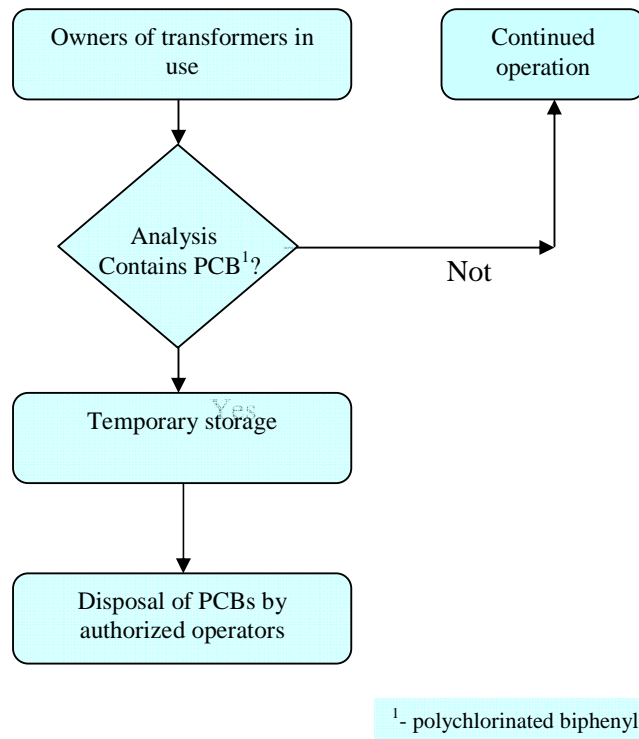 Owners of transformers in
use
Continued
operation
Analysis
Contains PCB¹?
Not
Yes
Temporary storage
Disposal of PCBs by
authorized operators
¹- polychlorinated biphenyl